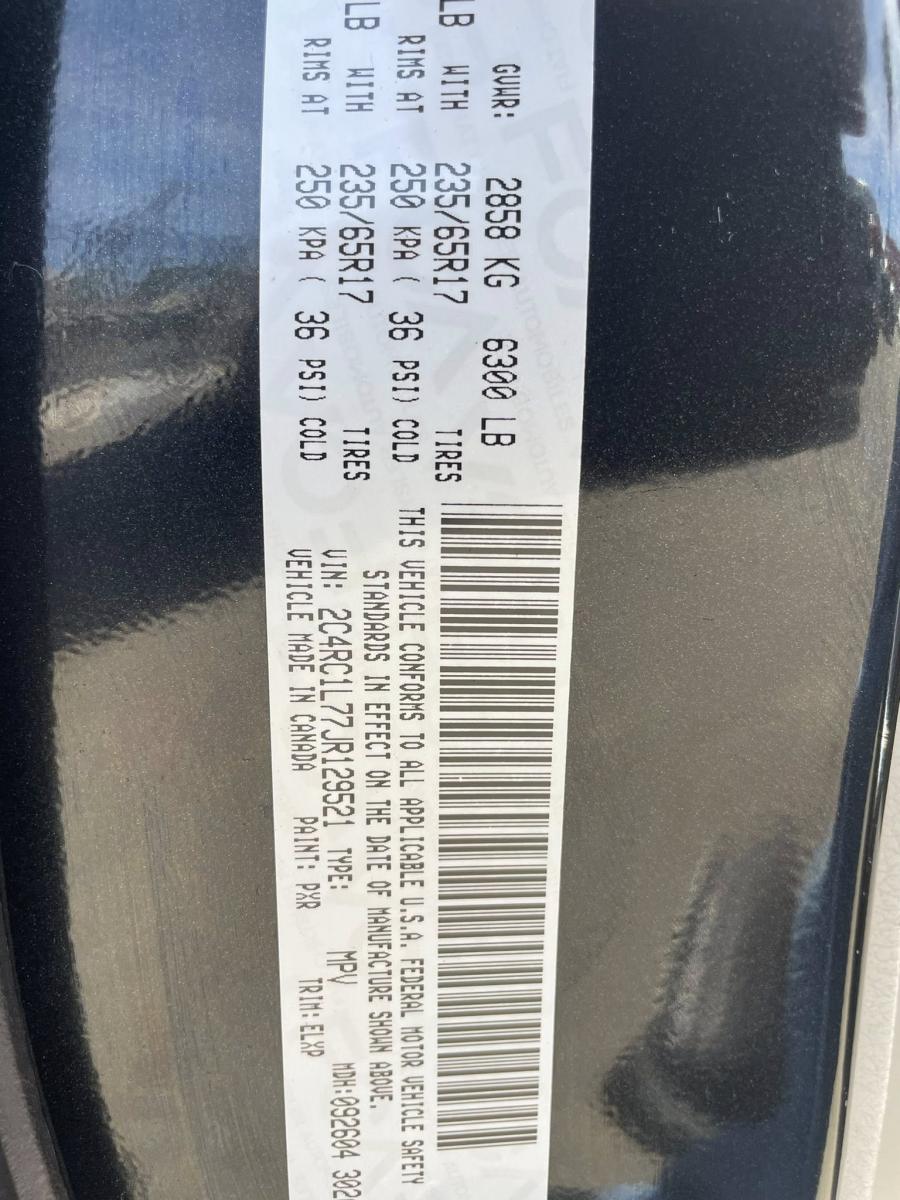 GVWR: 2858 KG 6300 LB
LB WITH 235/65R17 TIRES
RIMS AT 250 KPA ( 36 PSI) COLD
LB WITH 235/65R17 TIRES
RIMS AT 250 KPA ( 36 PSI) COLD
THIS VEHICLE CONFORMS TO ALL APPLICABLE U.S.A. FEDERAL MOTOR VEHICLE SAFETY
STANDARDS IN EFFECT ON THE DATE OF MANUFACTURE SHOWN ABOVE.
VIN: 2C4RC1L77JR129521 TYPE: MPV MDH:092604 302
VEHICLE MADE IN CANADA PAINT: PXR TRIM:ELXP